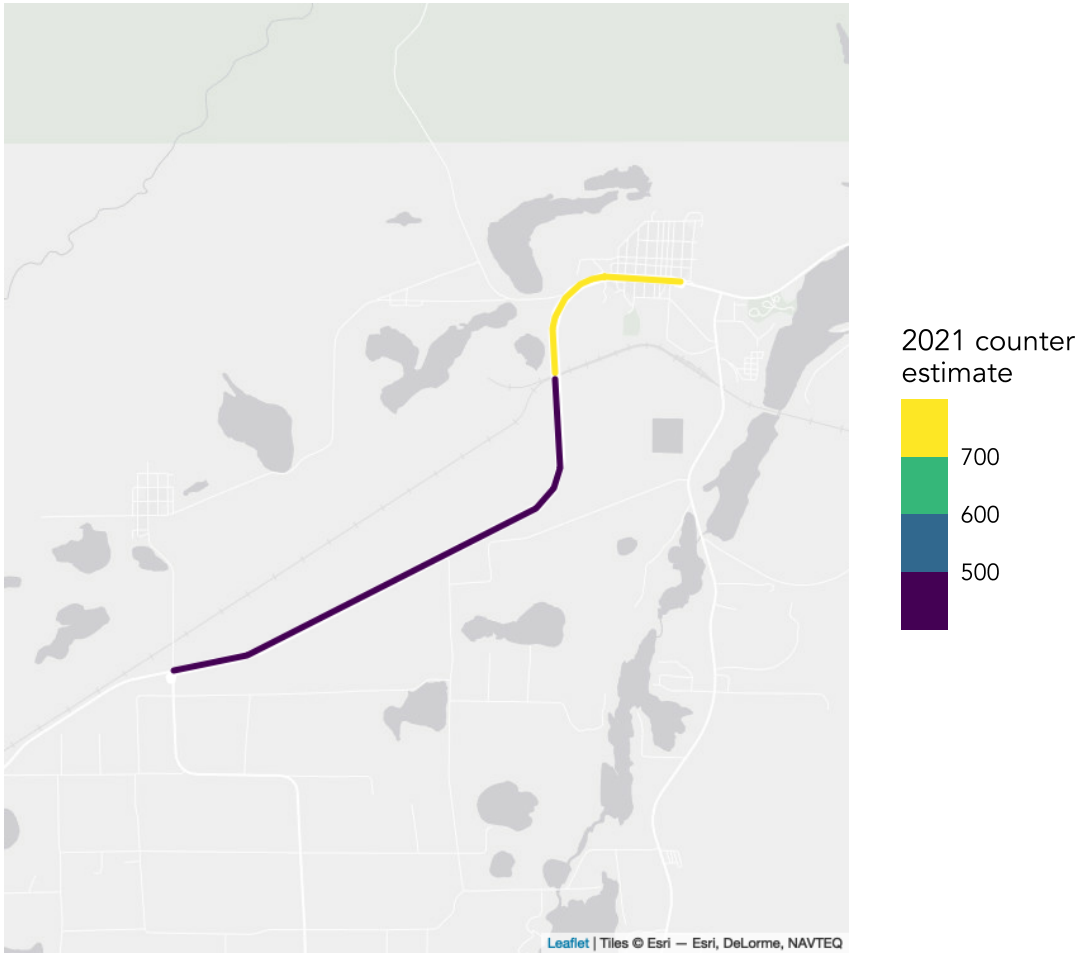 2021 counter
estimate
700
600
500
Leaflet | Tiles © Esri — Esri, DeLorme, NAVTEQ